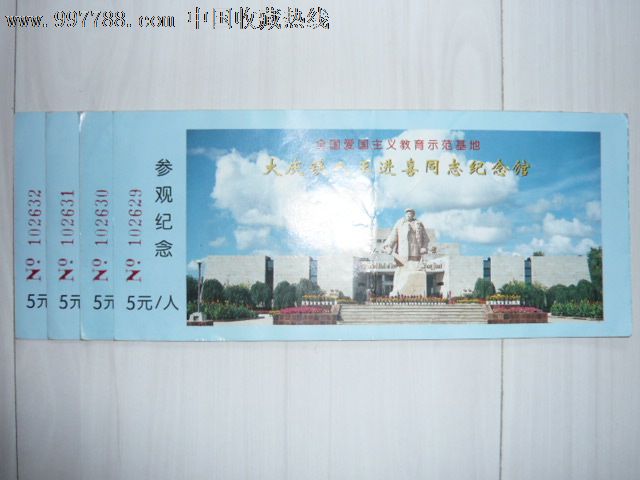 www.997788.com 中国收藏热线
全国爱国主义教育示范基地
大庆铁人王进喜同志纪念馆
参观纪念
№ 102632
№ 102631
№ 102630
№ 102629
5元
5元
5元
5元/人